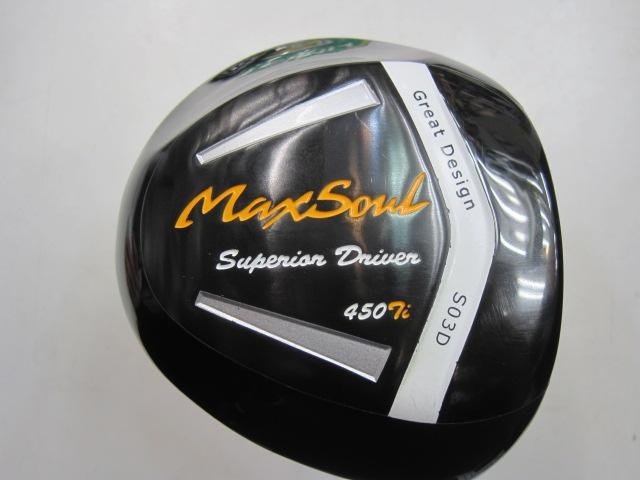 MaxSoul
Superior Driver
450Ti
Great Design
S03D